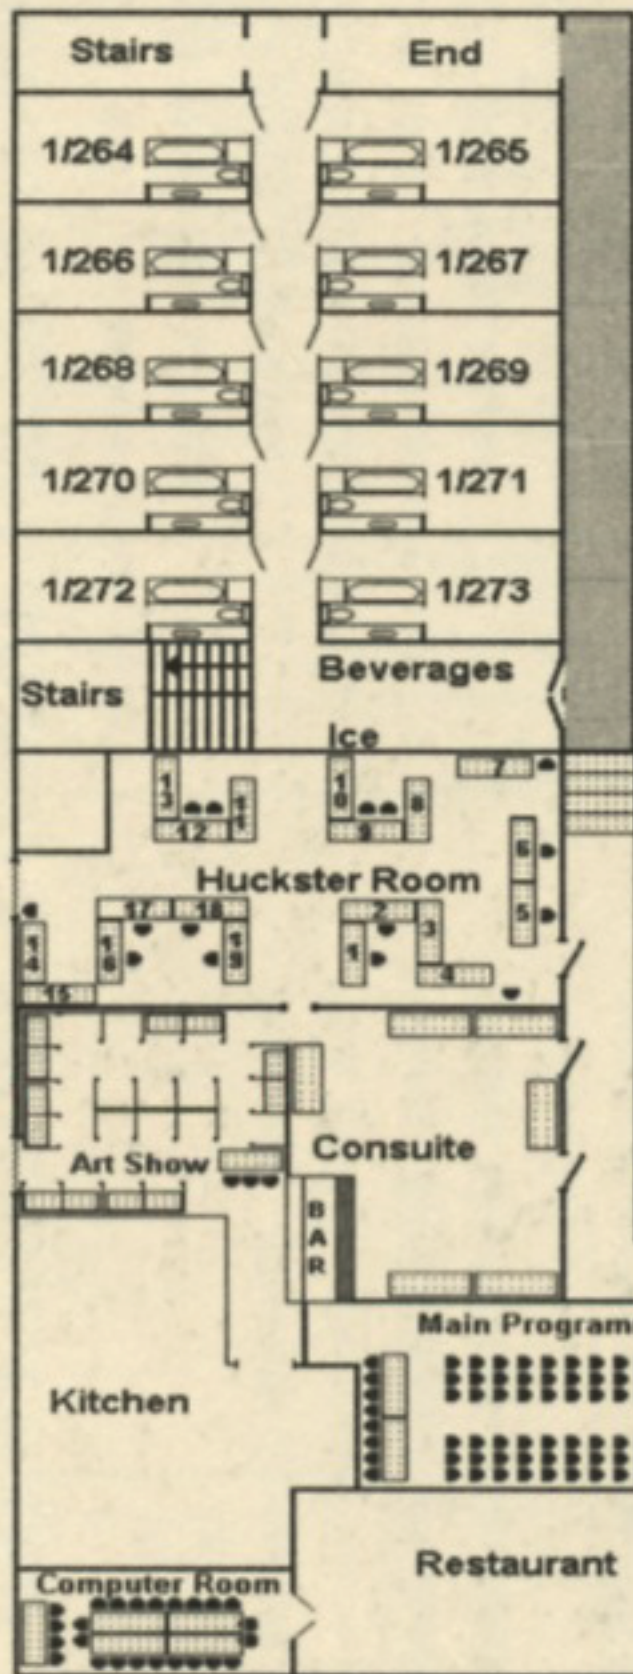 Stairs End
1/264 1/265
1/266 1/267
1/268 1/269
1/270 1/271
1/272 1/273
Stairs Beverages
Ice
13 12 11 10 9 8 7
6
5
Huckster Room
17 18 2
14 16 19 1 3
15 4
Art Show Consuite
BAR
Main Program
Kitchen
Restaurant
Computer Room